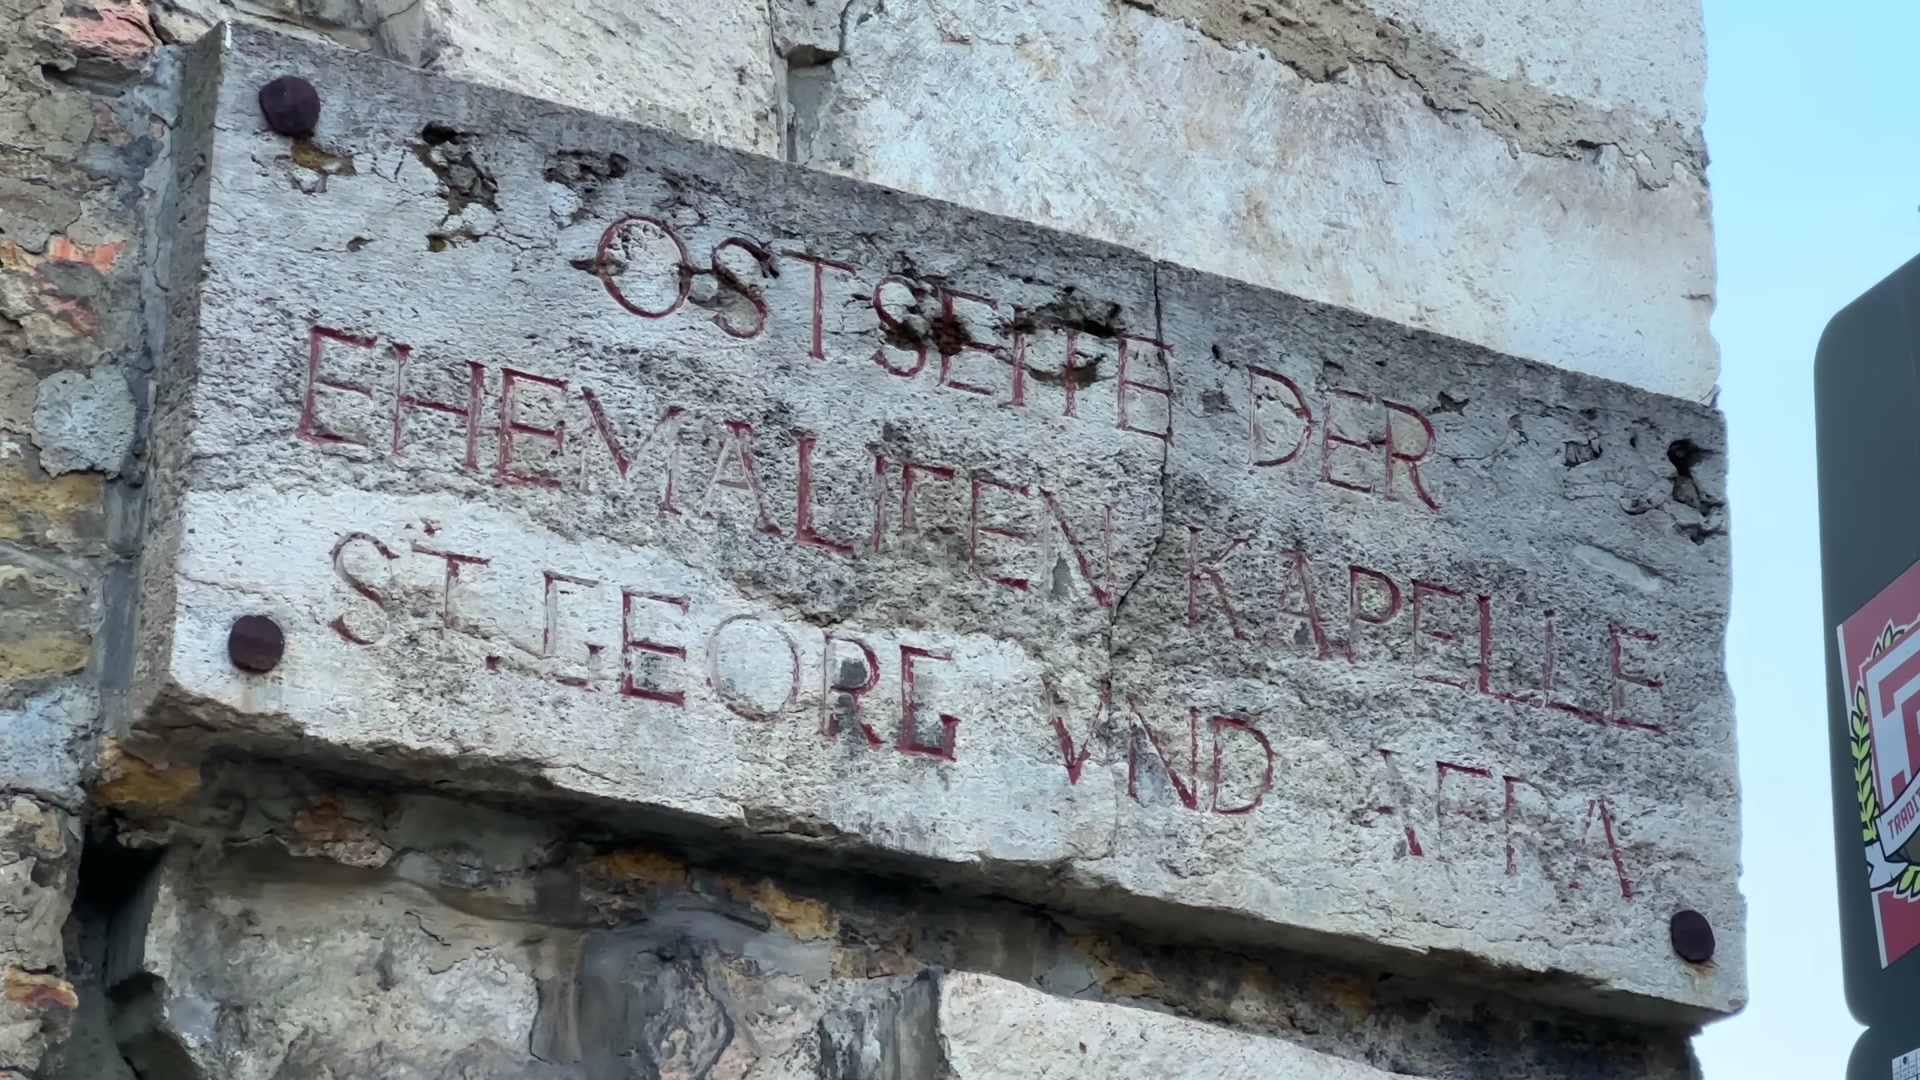 OSTSEITE DER
EHEMALIGEN KAPELLE
ST. GEORG VND AFRA